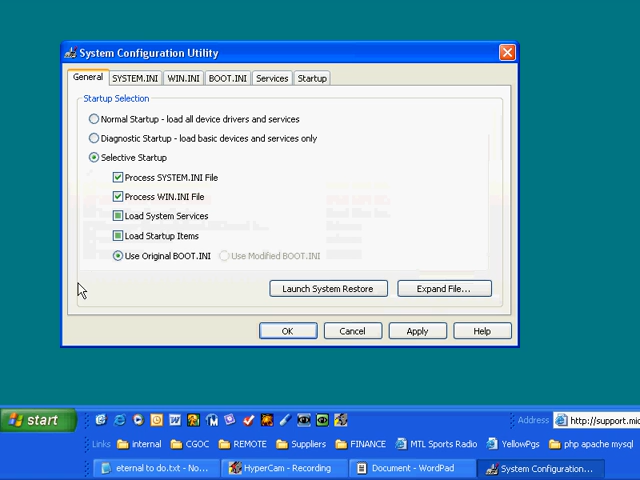 System Configuration Utility
General SYSTEM.INI WIN.INI BOOT.INI Services Startup
Startup Selection
Normal Startup - load all device drivers and services
Diagnostic Startup - load basic devices and services only
Selective Startup
Process SYSTEM.INI File
Process WIN.INI File
Load System Services
Load Startup Items
Use Original BOOT.INI Use Modified BOOT.INI
Launch System Restore Expand File...
OK Cancel Apply Help
start Address http://support.mic
Links internal CGOC REMOTE Suppliers FINANCE MTL Sports Radio YellowPgs php apache mysql
eternal to do.txt - No... HyperCam - Recording Document - WordPad System Configuration...